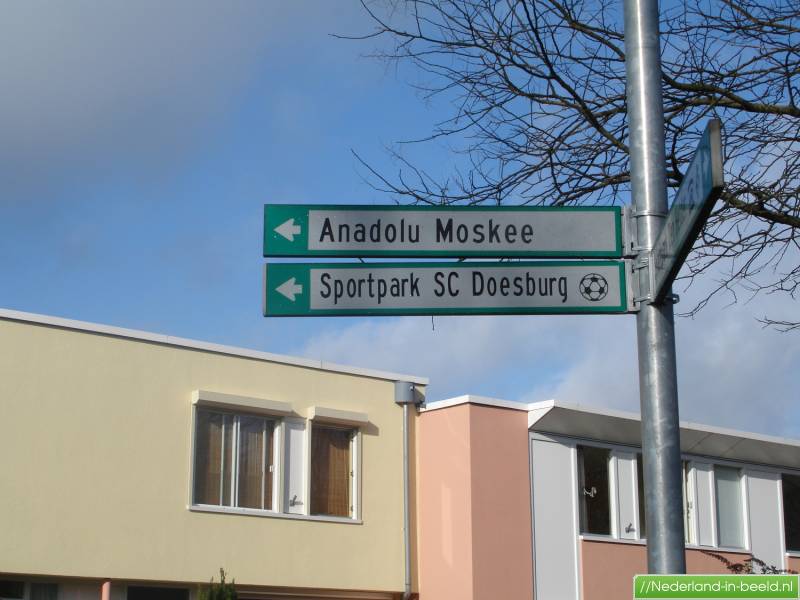 Anadolu Moskee
Sportpark SC Doesburg
//Nederland-in-beeld.nl